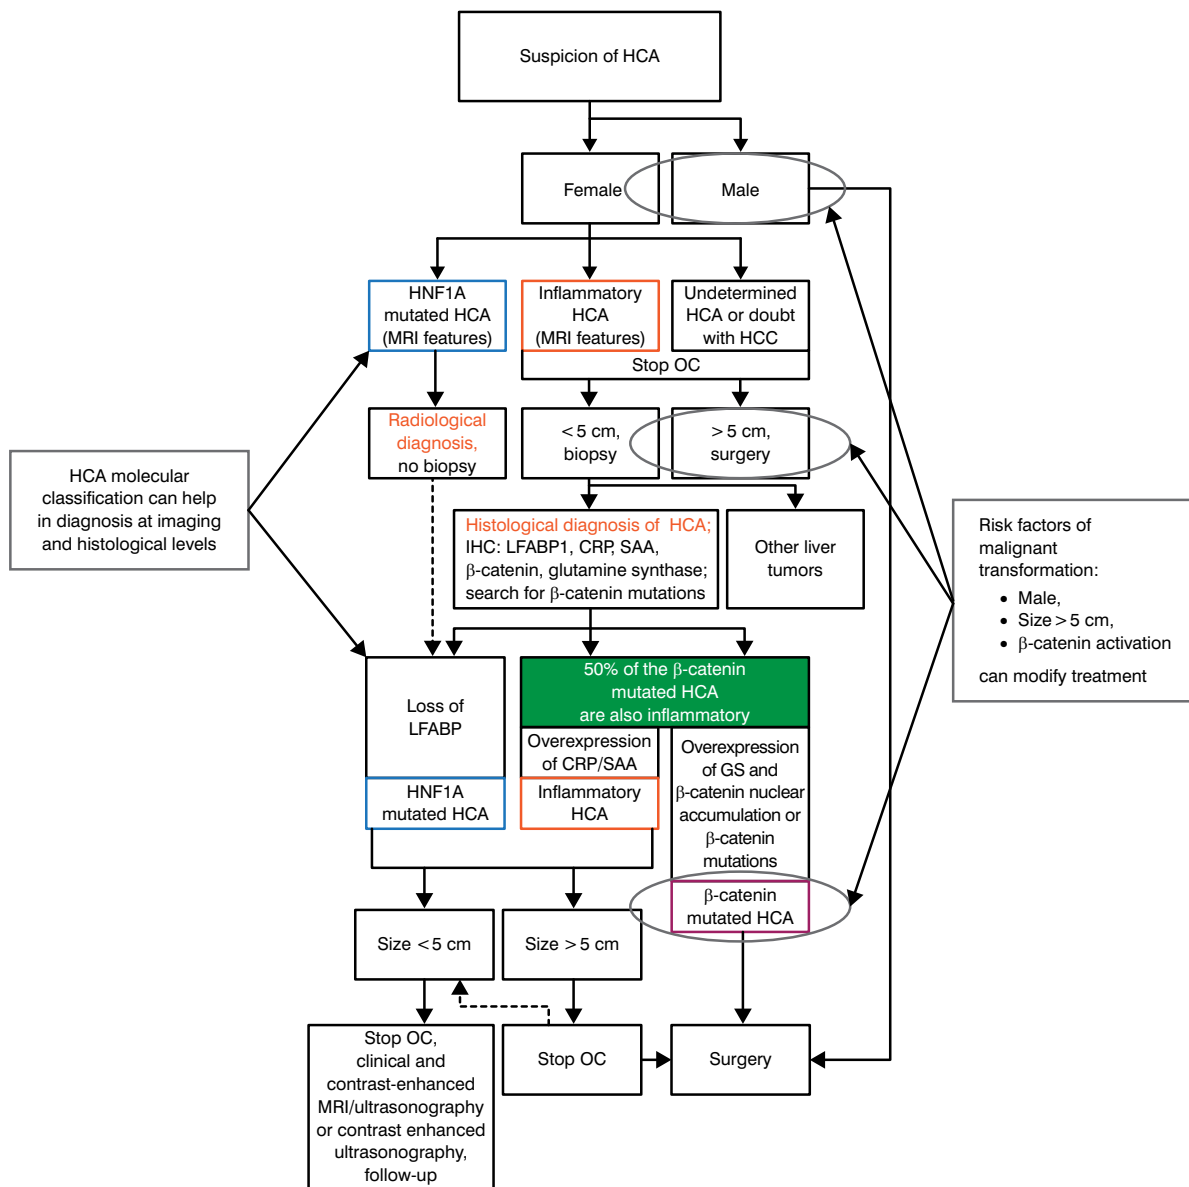 Suspicion of HCA
Female
Male
HNF1A
mutated HCA
(MRI features)
Inflammatory
HCA
(MRI features)
Undetermined
HCA or doubt
with HCC
Stop OC
Radiological
diagnosis,
no biopsy
< 5 cm,
biopsy
> 5 cm,
surgery
HCA molecular
classification can help
in diagnosis at imaging
and histological levels
Histological diagnosis of HCA;
IHC: LFABP1, CRP, SAA,
β-catenin, glutamine synthase;
search for β-catenin mutations
Other liver
tumors
Risk factors of
malignant
transformation:
• Male,
• Size > 5 cm,
• β-catenin activation
can modify treatment
Loss of
LFABP
50% of the β-catenin
mutated HCA
are also inflammatory
Overexpression
of CRP/SAA
Overexpression
of GS and
β-catenin nuclear
accumulation or
β-catenin
mutations
HNF1A
mutated HCA
Inflammatory
HCA
β-catenin
mutated HCA
Size < 5 cm
Size > 5 cm
Stop OC,
clinical and
contrast-enhanced
MRI/ultrasonography
or contrast enhanced
ultrasonography,
follow-up
Stop OC
Surgery